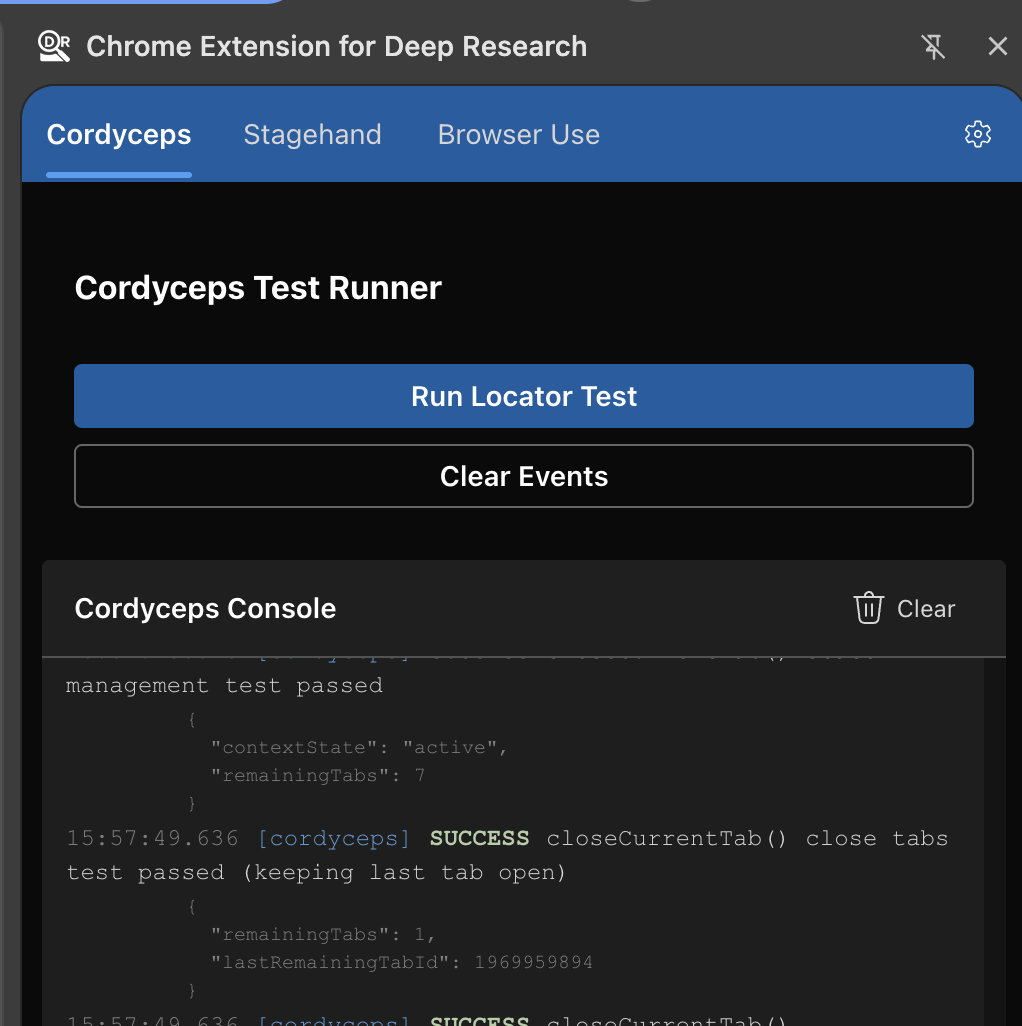 DR Chrome Extension for Deep Research
Cordyceps Stagehand Browser Use
Cordyceps Test Runner
Run Locator Test
Clear Events
Cordyceps Console Clear
management test passed
{
"contextState": "active",
"remainingTabs": 7
}
15:57:49.636 [cordyceps] SUCCESS closeCurrentTab() close tabs
test passed (keeping last tab open)
{
"remainingTabs": 1,
"lastRemainingTabId": 1969959894
}
15:57:49.636 [cordyceps] SUCCESS closeCurrentTab()